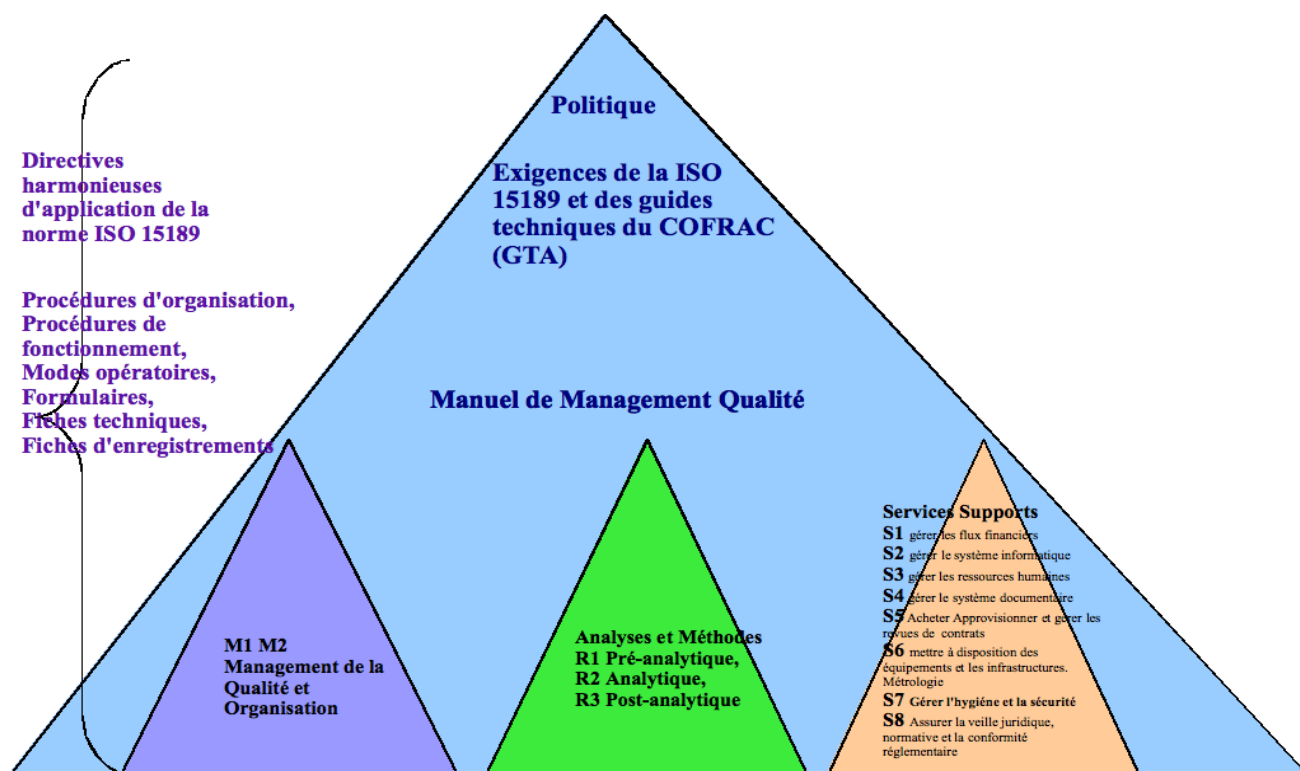 Politique
Exigences de la ISO
15189 et des guides
techniques du COFRAC
(GTA)
Manuel de Management Qualité
Directives
harmonieuses
d'application de la
norme ISO 15189
Procédures d'organisation,
Procédures de
fonctionnement,
Modes opératoires,
Formulaires,
Fiches techniques,
Fiches d'enregistrements
M1 M2
Management de la
Qualité et
Organisation
Analyses et Méthodes
R1 Pré-analytique,
R2 Analytique,
R3 Post-analytique
Services Supports
S1 gérer les flux financiers
S2 gérer le système informatique
S3 gérer les ressources humaines
S4 gérer le système documentaire
S5 Acheter Approvisionner et gérer les
revues de contrats
S6 mettre à disposition des
équipements et les infrastructures.
Métrologie
S7 Gérer l'hygiéne et la sécurité
S8 Assurer la veille juridique,
normative et la conformité
réglementaire